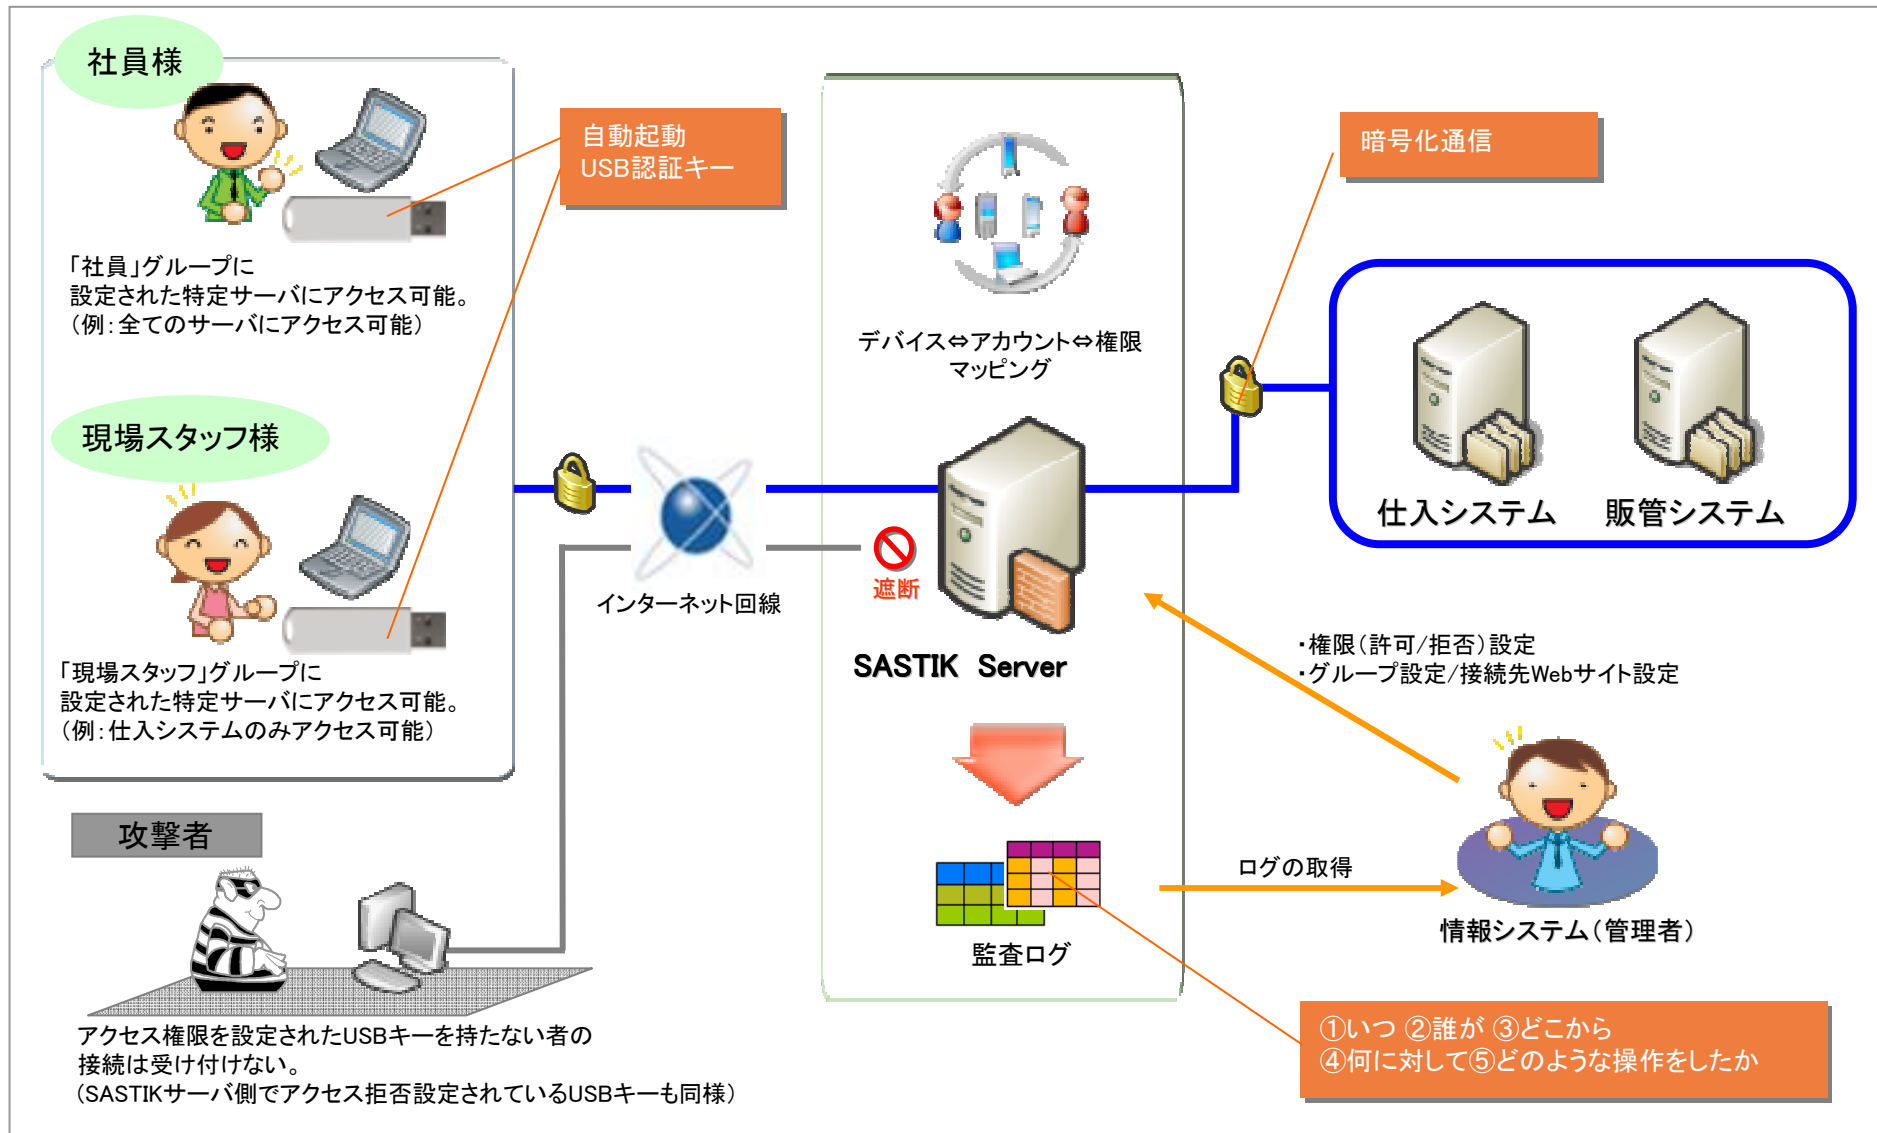 社員様
自動起動
USB認証キー
暗号化通信
「社員」グループに
設定された特定サーバにアクセス可能。
（例：全てのサーバにアクセス可能）
デバイス⇔アカウント⇔権限
マッピング
現場スタッフ様
仕入システム
販管システム
遮断
インターネット回線
SASTIK Server
「現場スタッフ」グループに
設定された特定サーバにアクセス可能。
（例：仕入システムのみアクセス可能）
・権限（許可/拒否）設定
・グループ設定/接続先Webサイト設定
攻撃者
ログの取得
情報システム（管理者）
監査ログ
アクセス権限を設定されたUSBキーを持たない者の
接続は受け付けない。
（SASTIKサーバ側でアクセス拒否設定されているUSBキーも同様）
①いつ ②誰が ③どこから
④何に対して⑤どのような操作をしたか